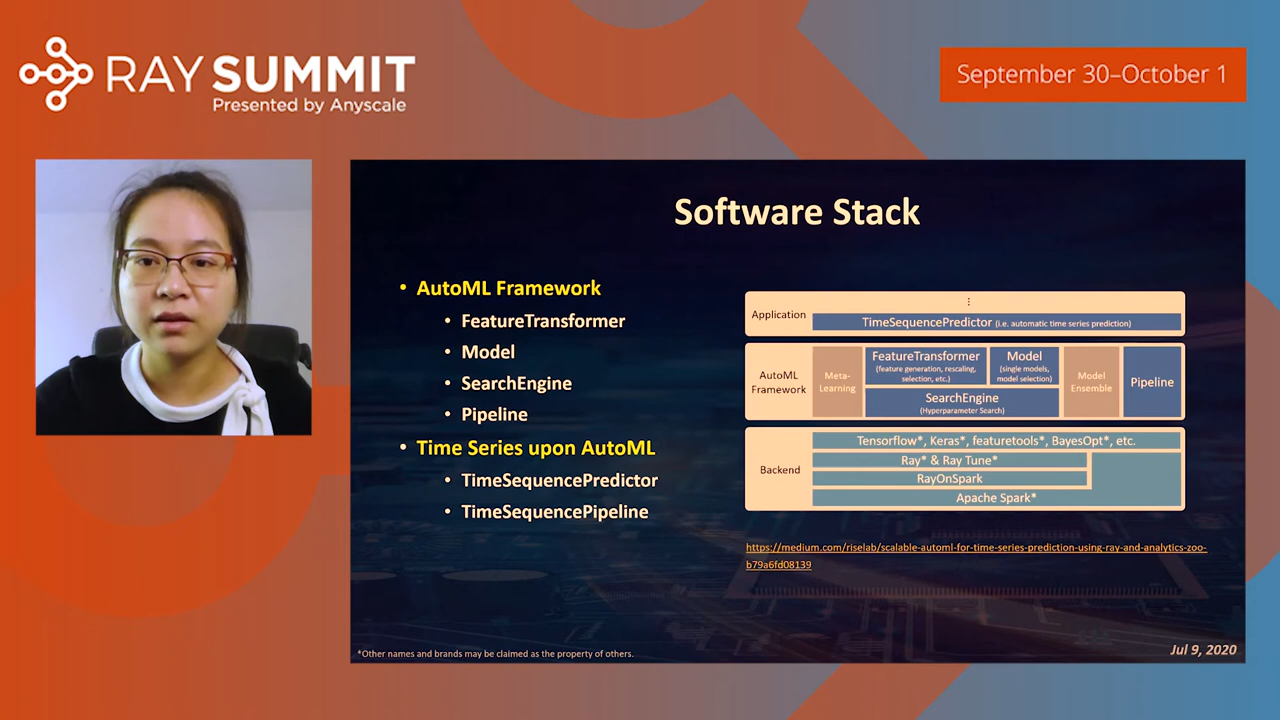 RAY SUMMIT
Presented by Anyscale
September 30–October 1
Software Stack
• AutoML Framework
• FeatureTransformer
• Model
• SearchEngine
• Pipeline
• Time Series upon AutoML
• TimeSequencePredictor
• TimeSequencePipeline
Application
⋮
TimeSequencePredictor (i.e. automatic time series prediction)
AutoML
Framework
Meta-
Learning
FeatureTransformer
(feature generation, rescaling,
selection, etc.)
Model
(single models,
model selection)
SearchEngine
(Hyperparameter Search)
Model
Ensemble
Pipeline
Backend
Tensorflow*, Keras*, featuretools*, BayesOpt*, etc.
Ray* & Ray Tune*
RayOnSpark
Apache Spark*
https://medium.com/riselab/scalable-automl-for-time-series-prediction-using-ray-and-analytics-zoo-
b79a6fd08139
*Other names and brands may be claimed as the property of others.
Jul 9, 2020